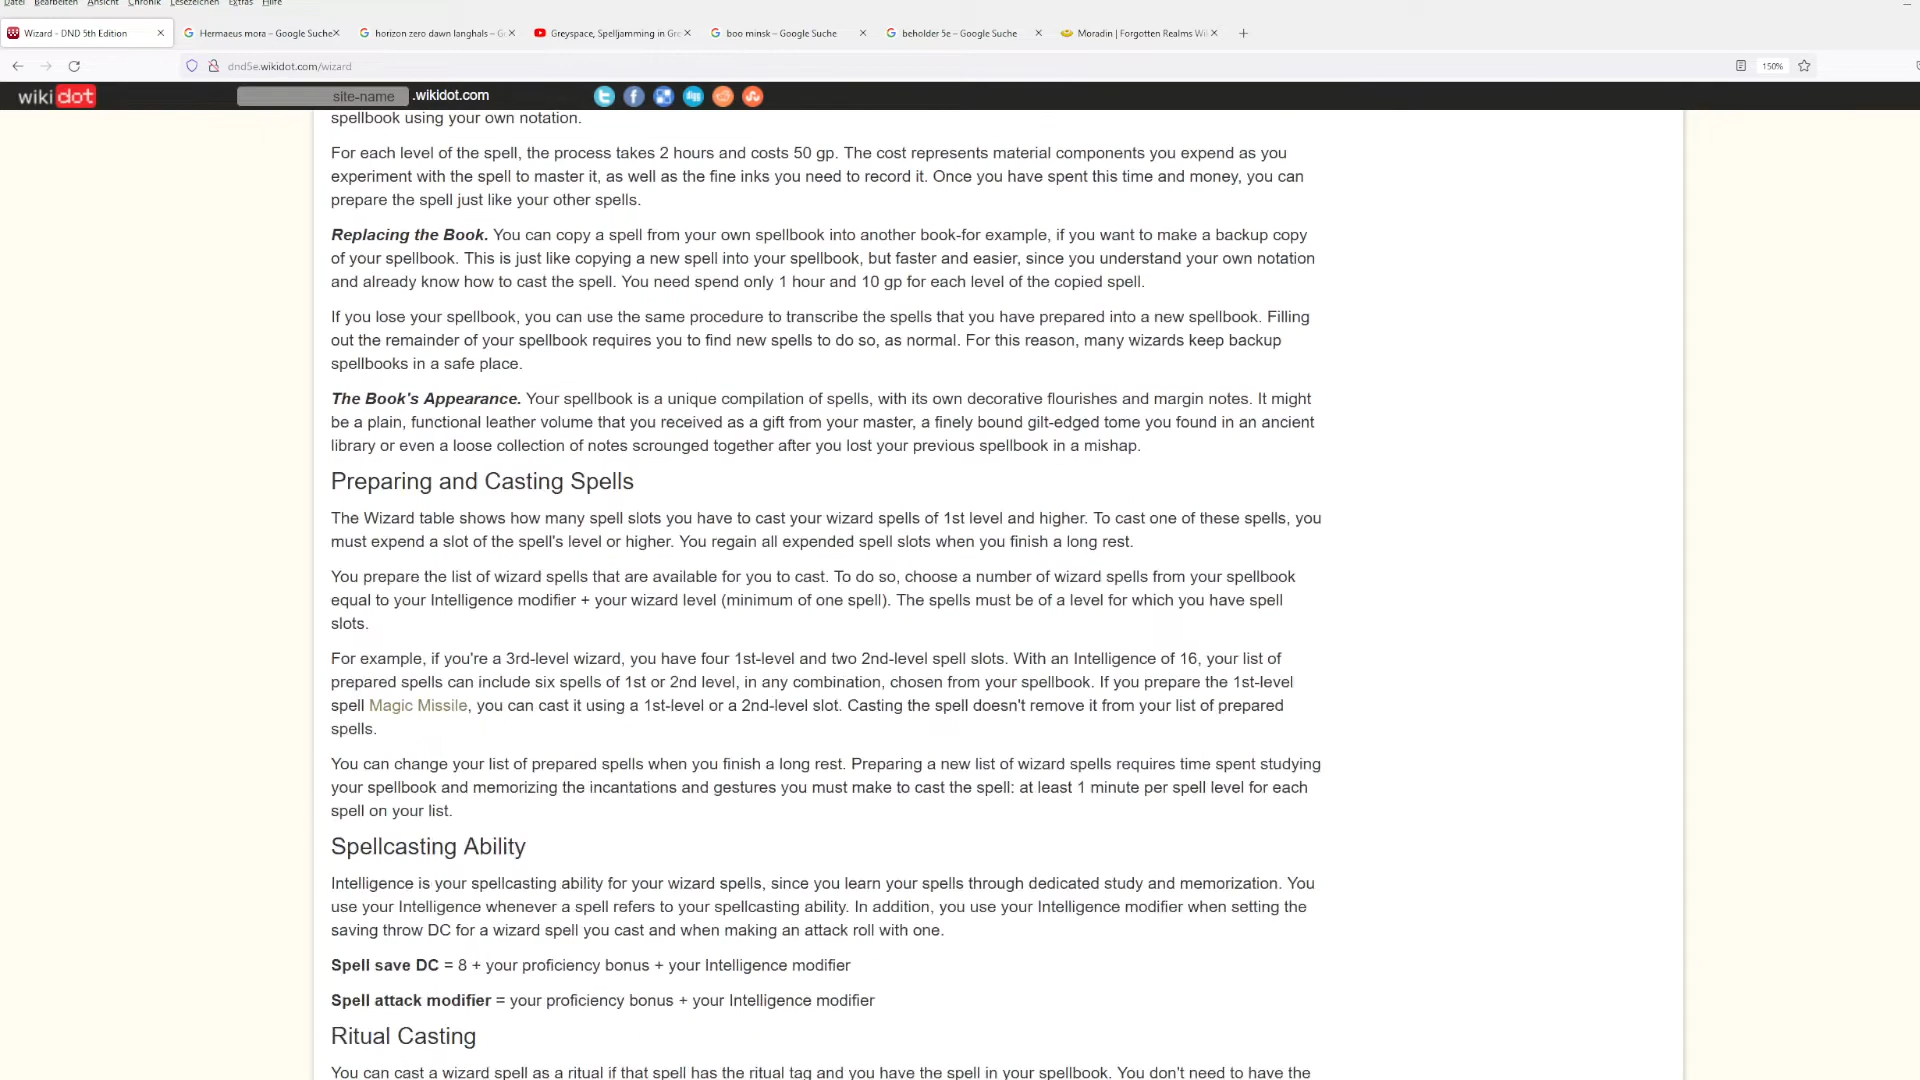 Datei Bearbeiten Ansicht Chronik Lesezeichen Extras Hilfe
Wizard - DND 5th Edition
Hermaeus mora – Google Suche
horizon zero dawn langhals – G
Greyspace, Spelljamming in Gre
boo minsk – Google Suche
beholder 5e – Google Suche
Moradin | Forgotten Realms Wi
dnd5e.wikidot.com/wizard
150%
wikidot
site-name .wikidot.com
spellbook using your own notation.
For each level of the spell, the process takes 2 hours and costs 50 gp. The cost represents material components you expend as you
experiment with the spell to master it, as well as the fine inks you need to record it. Once you have spent this time and money, you can
prepare the spell just like your other spells.
Replacing the Book. You can copy a spell from your own spellbook into another book-for example, if you want to make a backup copy
of your spellbook. This is just like copying a new spell into your spellbook, but faster and easier, since you understand your own notation
and already know how to cast the spell. You need spend only 1 hour and 10 gp for each level of the copied spell.
If you lose your spellbook, you can use the same procedure to transcribe the spells that you have prepared into a new spellbook. Filling
out the remainder of your spellbook requires you to find new spells to do so, as normal. For this reason, many wizards keep backup
spellbooks in a safe place.
The Book's Appearance. Your spellbook is a unique compilation of spells, with its own decorative flourishes and margin notes. It might
be a plain, functional leather volume that you received as a gift from your master, a finely bound gilt-edged tome you found in an ancient
library or even a loose collection of notes scrounged together after you lost your previous spellbook in a mishap.
Preparing and Casting Spells
The Wizard table shows how many spell slots you have to cast your wizard spells of 1st level and higher. To cast one of these spells, you
must expend a slot of the spell's level or higher. You regain all expended spell slots when you finish a long rest.
You prepare the list of wizard spells that are available for you to cast. To do so, choose a number of wizard spells from your spellbook
equal to your Intelligence modifier + your wizard level (minimum of one spell). The spells must be of a level for which you have spell
slots.
For example, if you're a 3rd-level wizard, you have four 1st-level and two 2nd-level spell slots. With an Intelligence of 16, your list of
prepared spells can include six spells of 1st or 2nd level, in any combination, chosen from your spellbook. If you prepare the 1st-level
spell Magic Missile, you can cast it using a 1st-level or a 2nd-level slot. Casting the spell doesn't remove it from your list of prepared
spells.
You can change your list of prepared spells when you finish a long rest. Preparing a new list of wizard spells requires time spent studying
your spellbook and memorizing the incantations and gestures you must make to cast the spell: at least 1 minute per spell level for each
spell on your list.
Spellcasting Ability
Intelligence is your spellcasting ability for your wizard spells, since you learn your spells through dedicated study and memorization. You
use your Intelligence whenever a spell refers to your spellcasting ability. In addition, you use your Intelligence modifier when setting the
saving throw DC for a wizard spell you cast and when making an attack roll with one.
Spell save DC = 8 + your proficiency bonus + your Intelligence modifier
Spell attack modifier = your proficiency bonus + your Intelligence modifier
Ritual Casting
You can cast a wizard spell as a ritual if that spell has the ritual tag and you have the spell in your spellbook. You don't need to have the